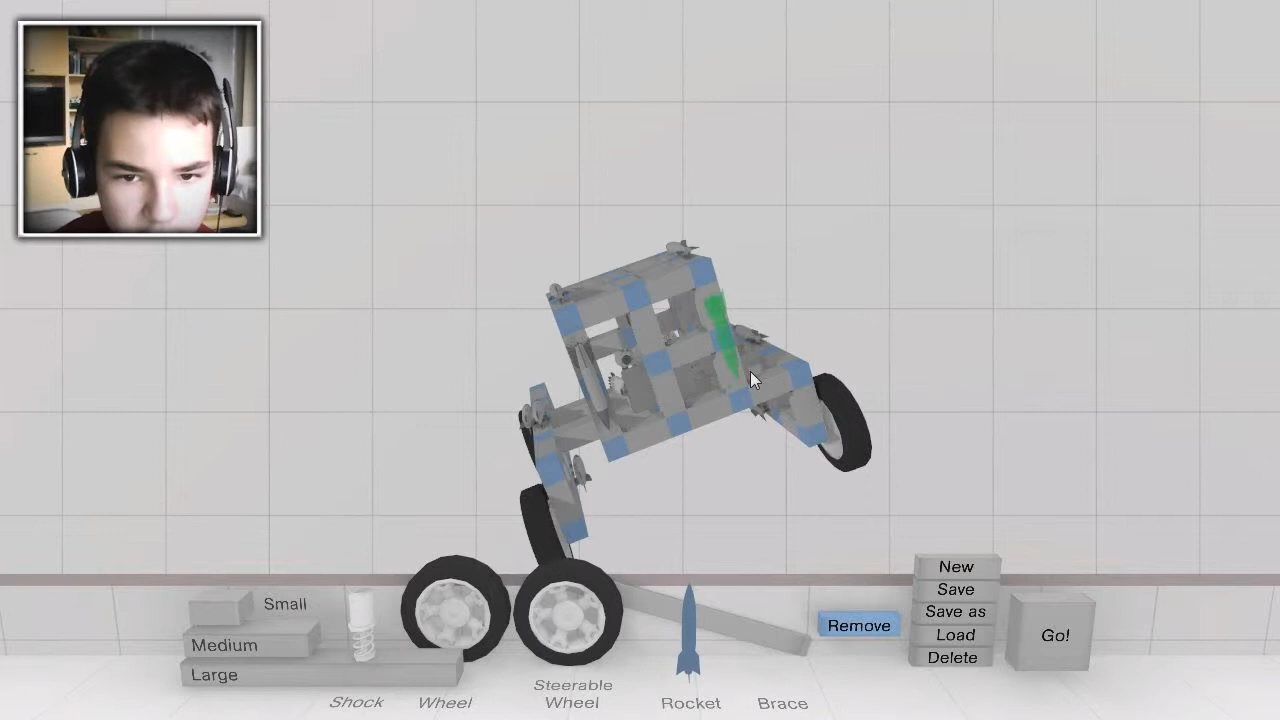 Small
Medium
Large
Shock
Wheel
Steerable
Wheel
Rocket
Brace
Remove
New
Save
Save as
Load
Delete
Go!